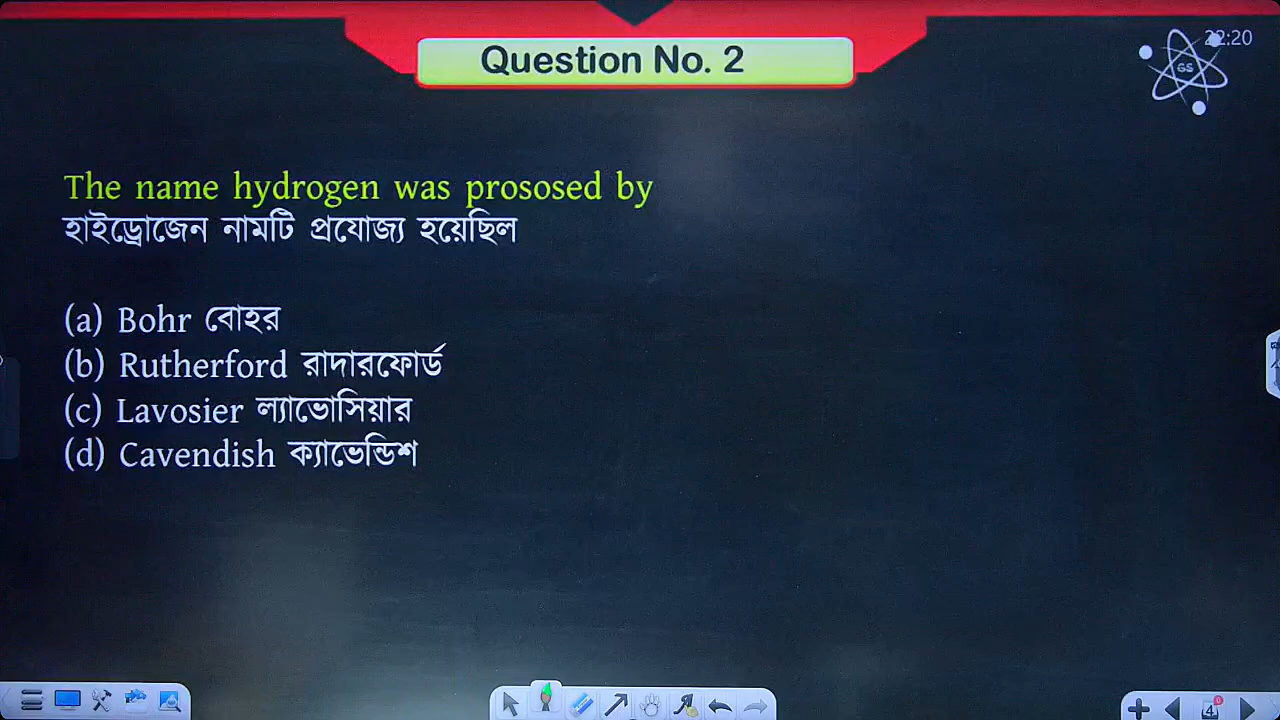 Question No. 2
22:20
GS
The name hydrogen was prososed by
হাইড্রোজেন নামটি প্রযোজ্য হয়েছিল
(a) Bohr বোহর
(b) Rutherford রাদারফোর্ড
(c) Lavosier ল্যাভোসিয়ার
(d) Cavendish ক্যাভেন্ডিশ
4